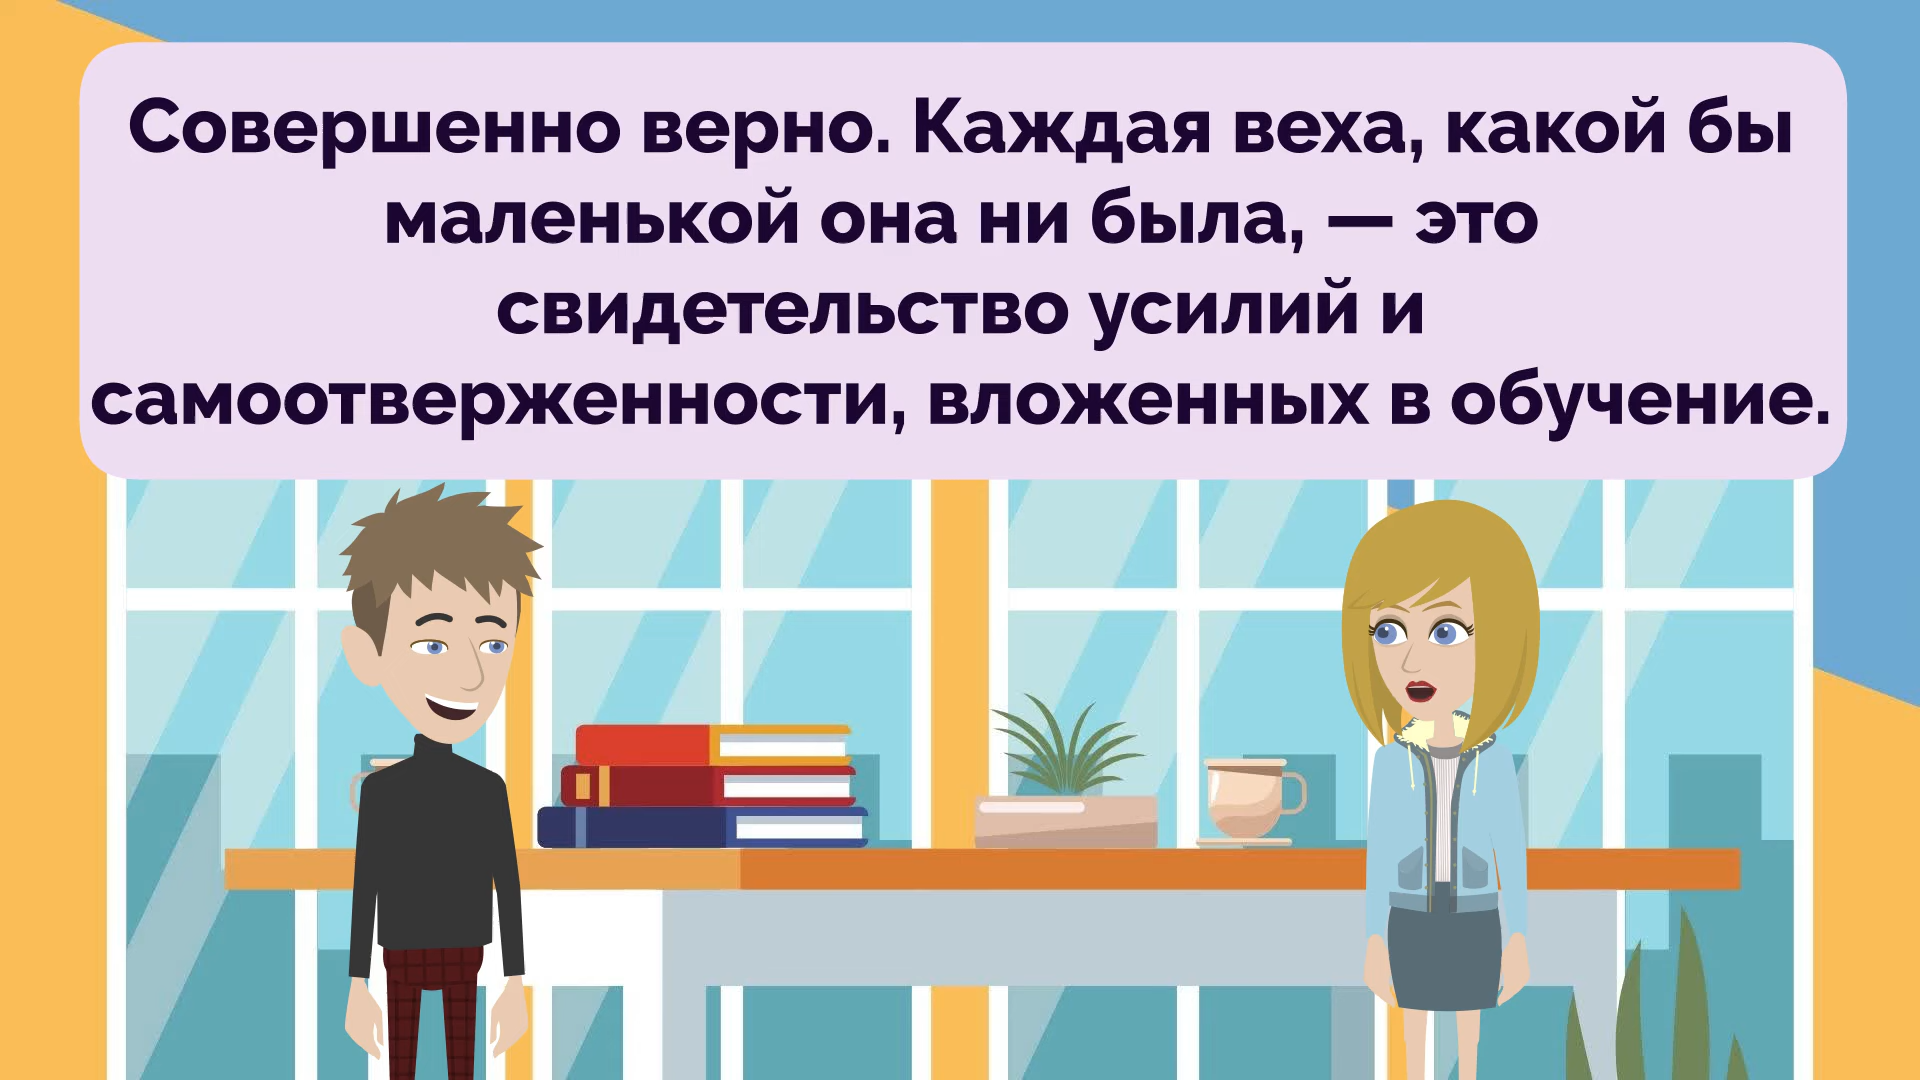 Совершенно верно. Каждая веха, какой бы
маленькой она ни была, — это
свидетельство усилий и
самоотверженности, вложенных в обучение.